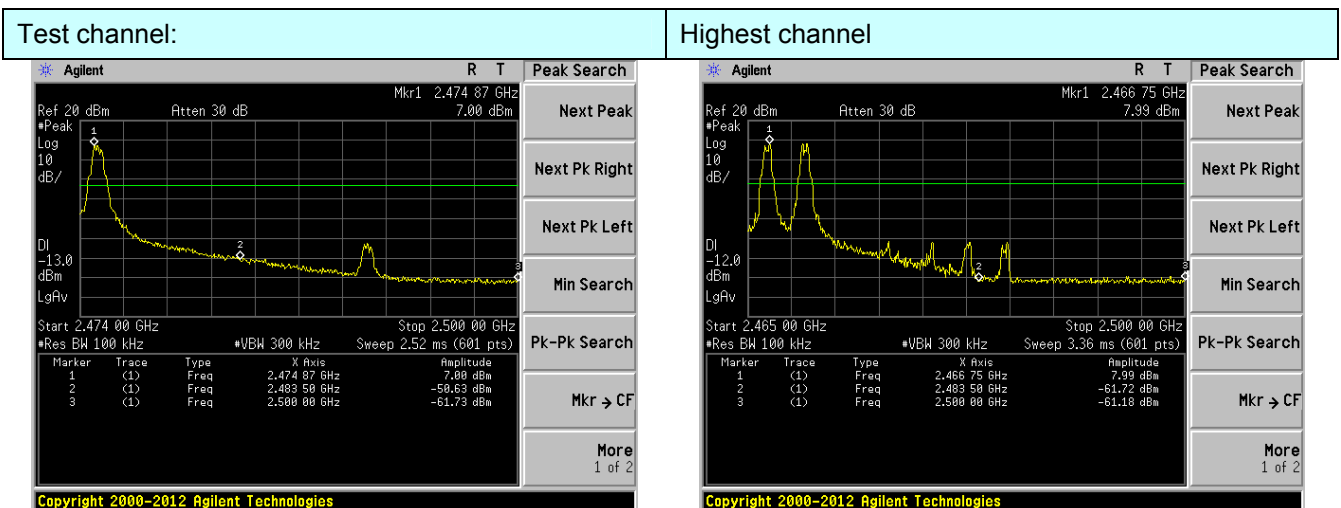 Test channel:
Highest channel
Agilent R T Peak Search
Mkr1 2.474 87 GHz
Ref 20 dBm Atten 30 dB 7.00 dBm
#Peak
Log
10
dB/
1
2
3
DI
-13.0
dBm
LgAv
Start 2.474 00 GHz Stop 2.500 00 GHz
#Res BW 100 kHz #VBW 300 kHz Sweep 2.52 ms (601 pts)
Marker Trace Type X Axis Amplitude
1 (1) Freq 2.474 87 GHz 7.00 dBm
2 (1) Freq 2.483 50 GHz -50.63 dBm
3 (1) Freq 2.500 00 GHz -61.73 dBm
Next Peak
Next Pk Right
Next Pk Left
Min Search
Pk-Pk Search
Mkr → CF
More
1 of 2
Copyright 2000-2012 Agilent Technologies
Agilent R T Peak Search
Mkr1 2.466 75 GHz
Ref 20 dBm Atten 30 dB 7.99 dBm
#Peak
Log
10
dB/
1
2
3
DI
-12.0
dBm
LgAv
Start 2.465 00 GHz Stop 2.500 00 GHz
#Res BW 100 kHz #VBW 300 kHz Sweep 3.36 ms (601 pts)
Marker Trace Type X Axis Amplitude
1 (1) Freq 2.466 75 GHz 7.99 dBm
2 (1) Freq 2.483 50 GHz -61.72 dBm
3 (1) Freq 2.500 00 GHz -61.18 dBm
Next Peak
Next Pk Right
Next Pk Left
Min Search
Pk-Pk Search
Mkr → CF
More
1 of 2
Copyright 2000-2012 Agilent Technologies